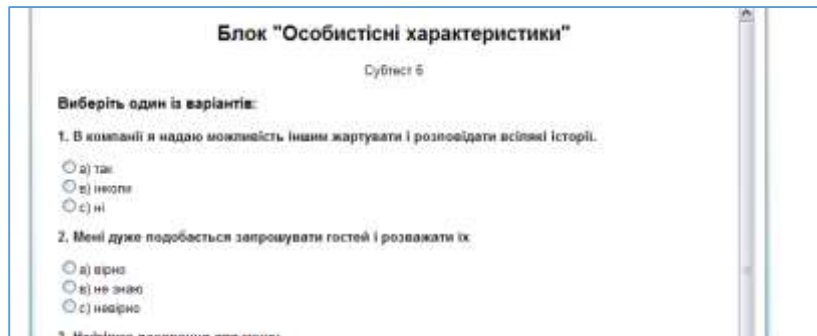 Блок "Особистісні характеристики"
Субтест 6
Виберіть один із варіантів:
1. В компанії я надаю можливість іншим жартувати і розповідати всілякі історії.
а) так
в) інколи
с) ні
2. Мені дуже подобається запрошувати гостей і розважати їх
а) вірно
в) не знаю
с) невірно